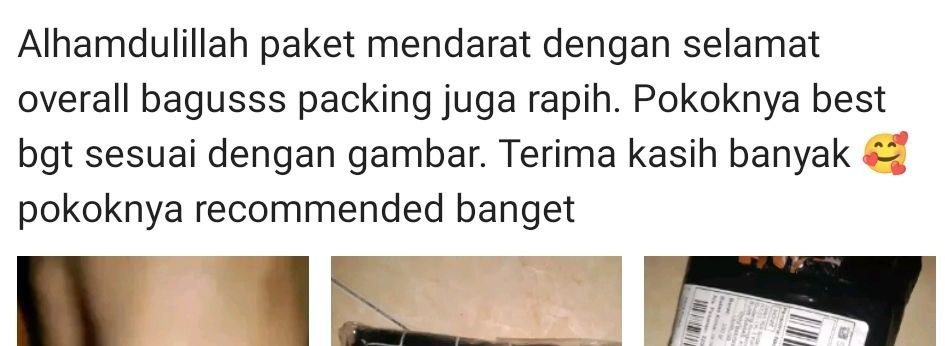 Alhamdulillah paket mendarat dengan selamat
overall bagusss packing juga rapih. Pokoknya best
bgt sesuai dengan gambar. Terima kasih banyak 🥰
pokoknya recommended banget